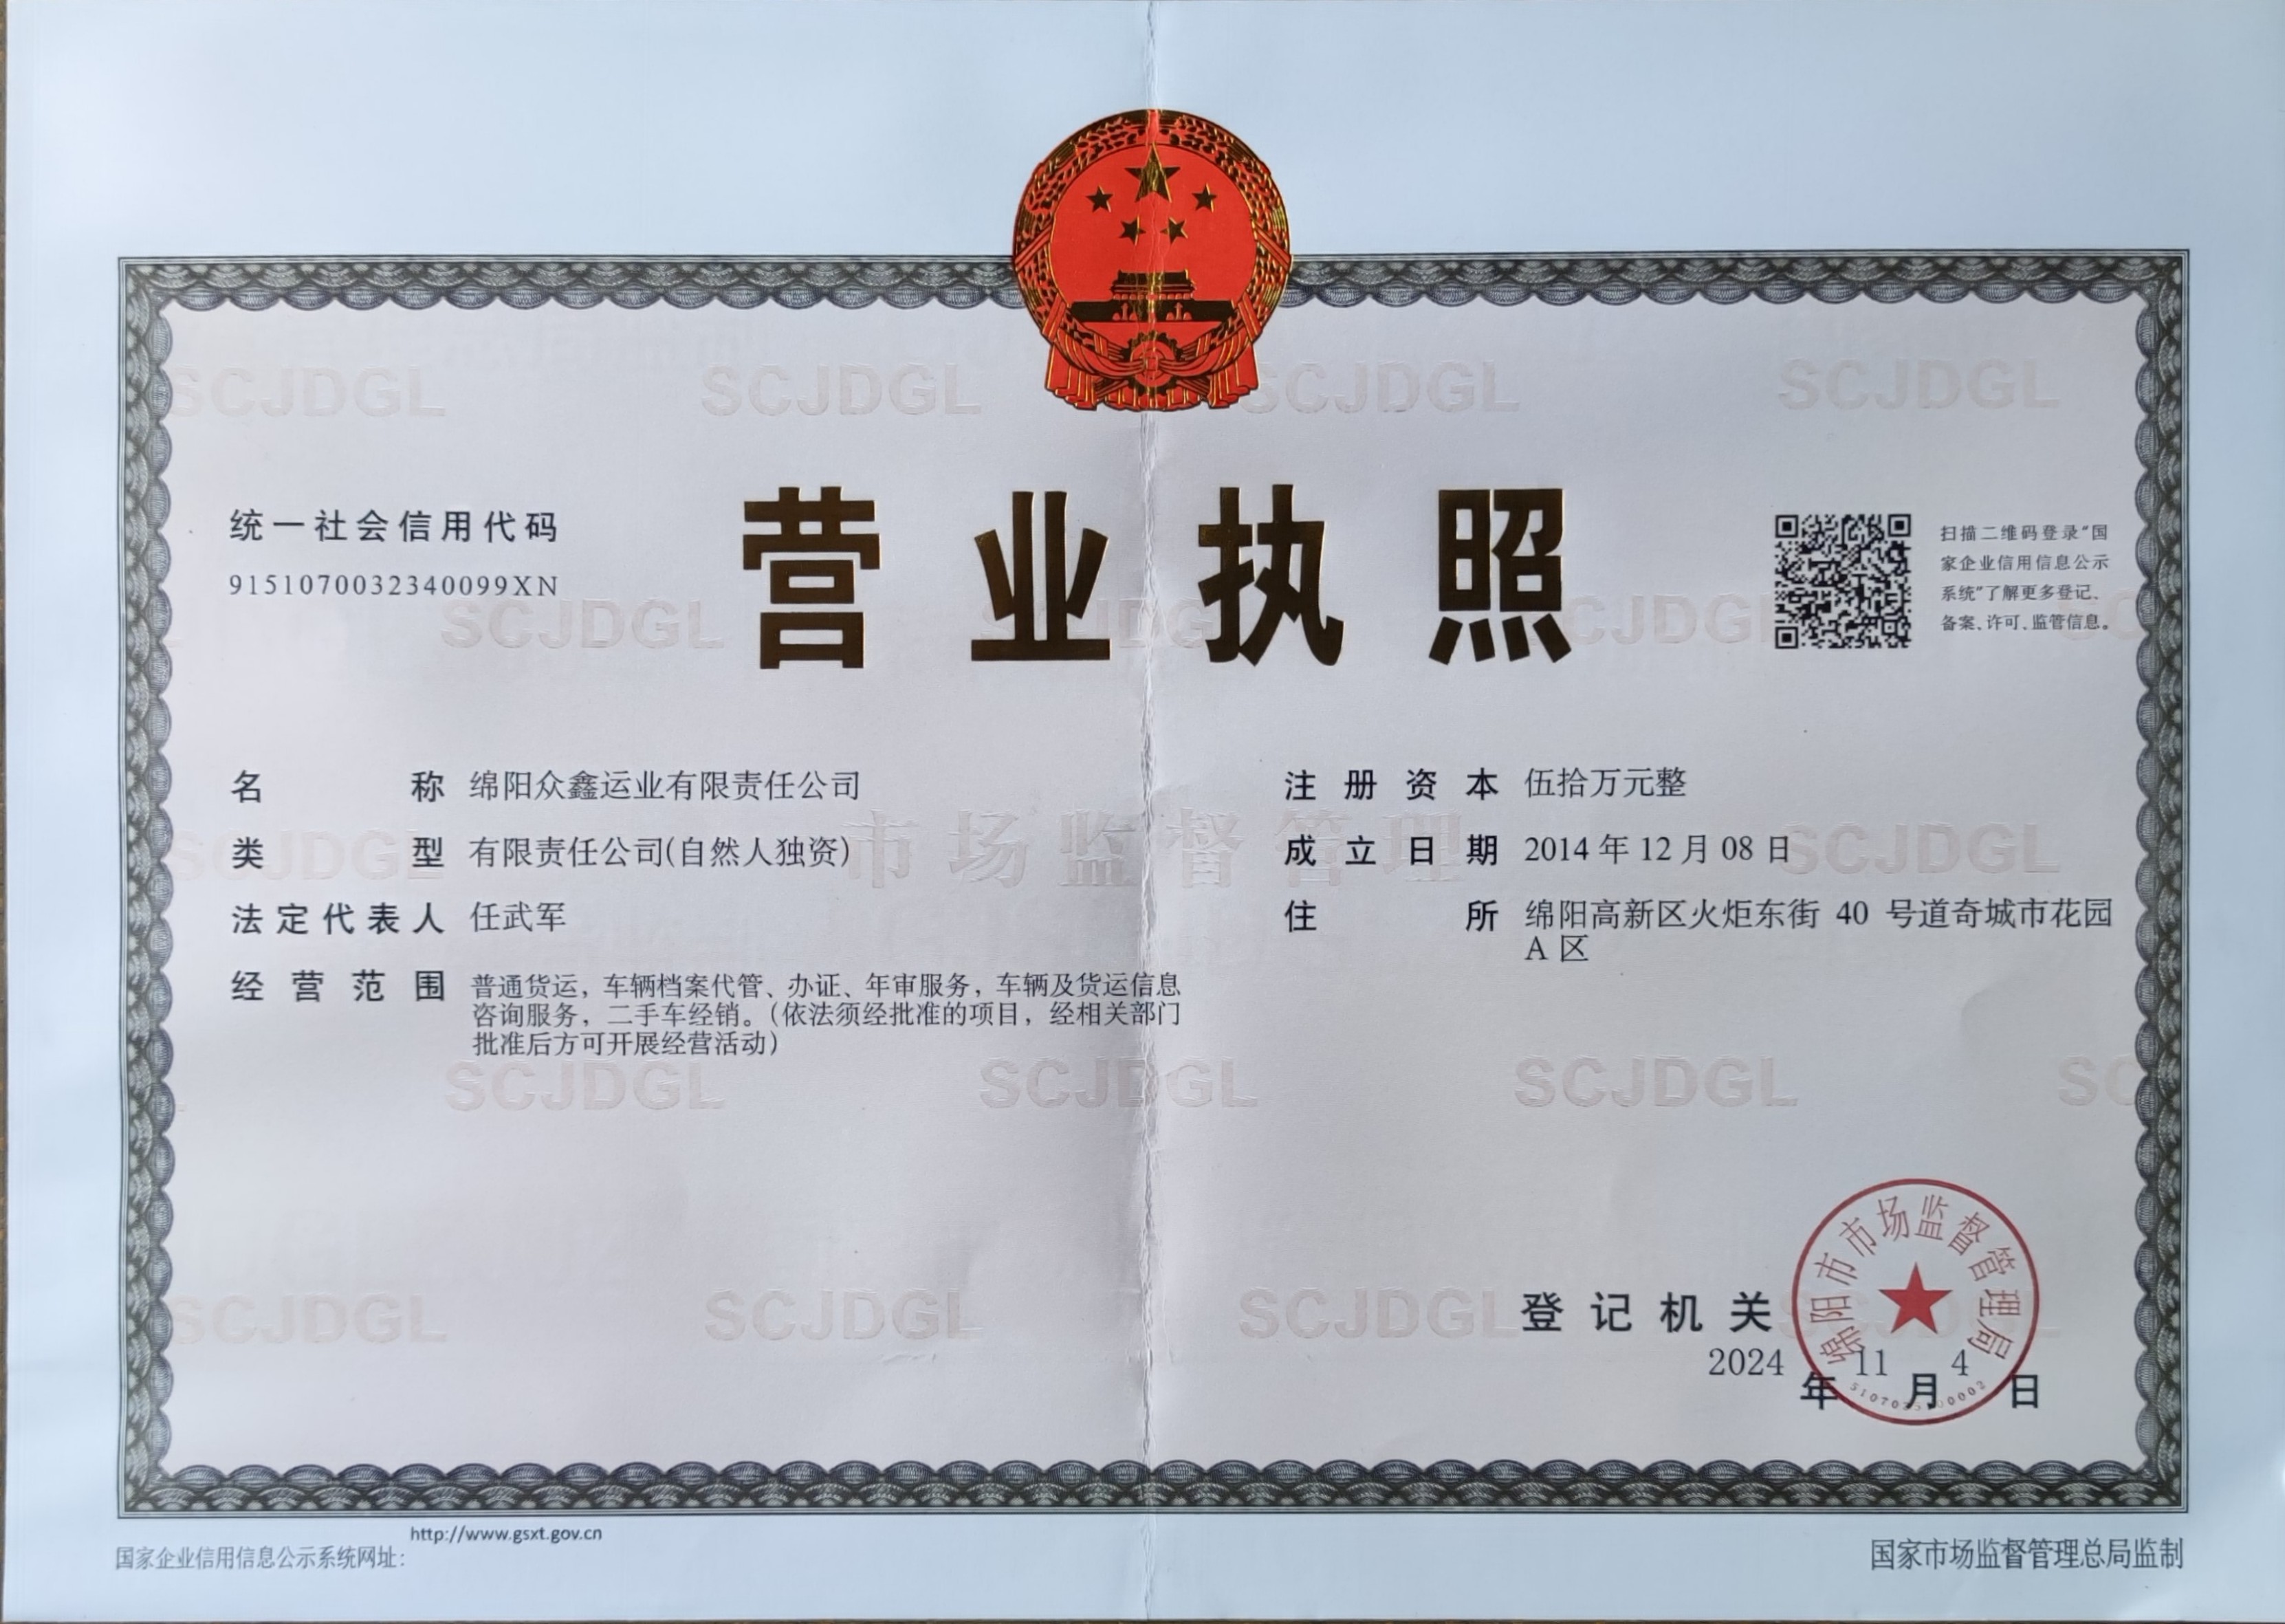 营业执照
统一社会信用代码
9151070032340099XN
扫描二维码登录“国
家企业信用信息公示
系统”了解更多登记、
备案、许可、监管信息。
名称 绵阳众鑫运业有限责任公司
类型 有限责任公司(自然人独资)
法定代表人 任武军
经营范围 普通货运，车辆档案代管、办证、年审服务，车辆及货运信息
咨询服务，二手车经销。（依法须经批准的项目，经相关部门
批准后方可开展经营活动）
注册资本 伍拾万元整
成立日期 2014 年 12 月 08 日
住所 绵阳高新区火炬东街 40 号道奇城市花园
A 区
市场监督管理
SCJDGL
登记机关
绵阳市市场监督管理局
2024 年 11 月 4 日
http://www.gsxt.gov.cn
国家企业信用信息公示系统网址：
国家市场监督管理总局监制